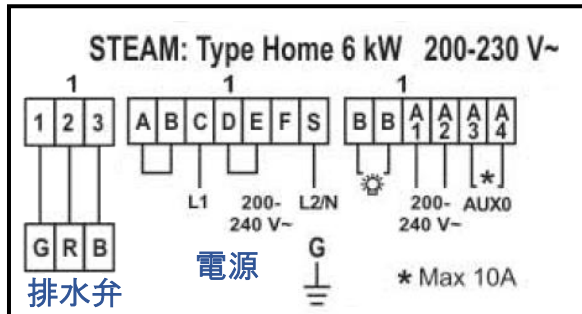 STEAM: Type Home 6 kW 200-230 V~
1 1 1
1 2 3 A B C D E F S B B A1 A2 A3 A4
L1 200-240 V~ L2/N 200-240 V~ * AUX0
G R B 電源 G
排水弁 * Max 10A